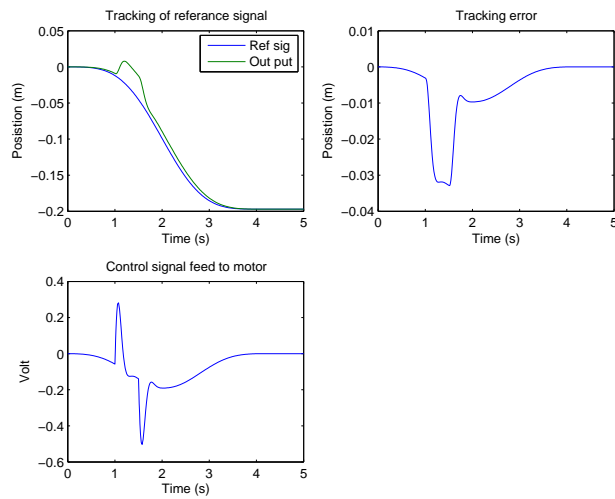 Tracking of referance signal
0.05
0
−0.05
−0.1
−0.15
−0.2
0 1 2 3 4 5
Posistion (m)
Time (s)
Ref sig
Out put
Tracking error
0.01
0
−0.01
−0.02
−0.03
−0.04
0 1 2 3 4 5
Posistion (m)
Time (s)
Control signal feed to motor
0.4
0.2
0
−0.2
−0.4
−0.6
0 1 2 3 4 5
Volt
Time (s)